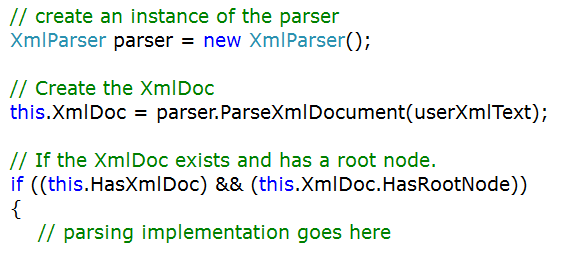 // create an instance of the parser
XmlParser parser = new XmlParser();
// Create the XmlDoc
this.XmlDoc = parser.ParseXmlDocument(userXmlText);
// If the XmlDoc exists and has a root node.
if ((this.HasXmlDoc) && (this.XmlDoc.HasRootNode))
{
// parsing implementation goes here